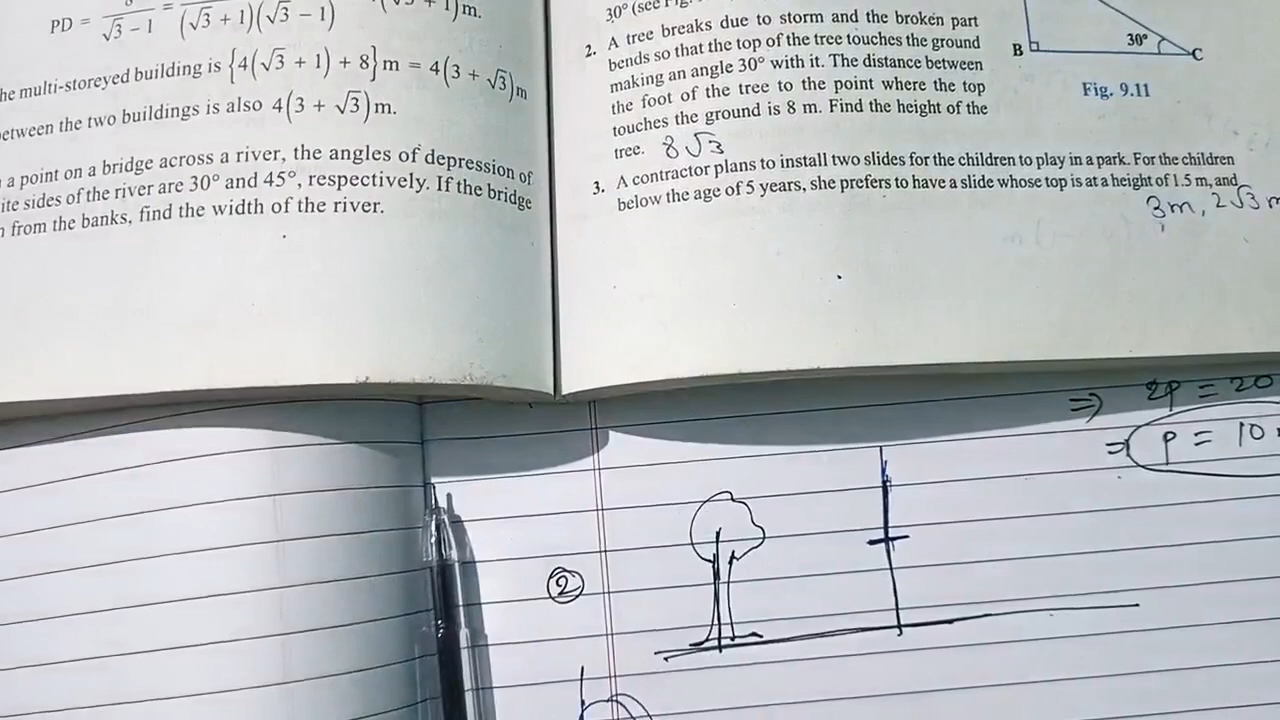 PD = 8/(√3 − 1) = /(√3 + 1)(√3 − 1) + 1)m.
he multi-storeyed building is {4(√3 + 1) + 8}m = 4(3 + √3)m
etween the two buildings is also 4(3 + √3)m.
a point on a bridge across a river, the angles of depression of
ite sides of the river are 30° and 45°, respectively. If the bridge
from the banks, find the width of the river.
30° (see Fig.
2. A tree breaks due to storm and the broken part
bends so that the top of the tree touches the ground
making an angle 30° with it. The distance between
the foot of the tree to the point where the top
touches the ground is 8 m. Find the height of the
tree. 8√3
B 30° C
Fig. 9.11
3. A contractor plans to install two slides for the children to play in a park. For the children
below the age of 5 years, she prefers to have a slide whose top is at a height of 1.5 m, and
3m, 2√3 m
⇒ 2p = 20
⇒ p = 10
2